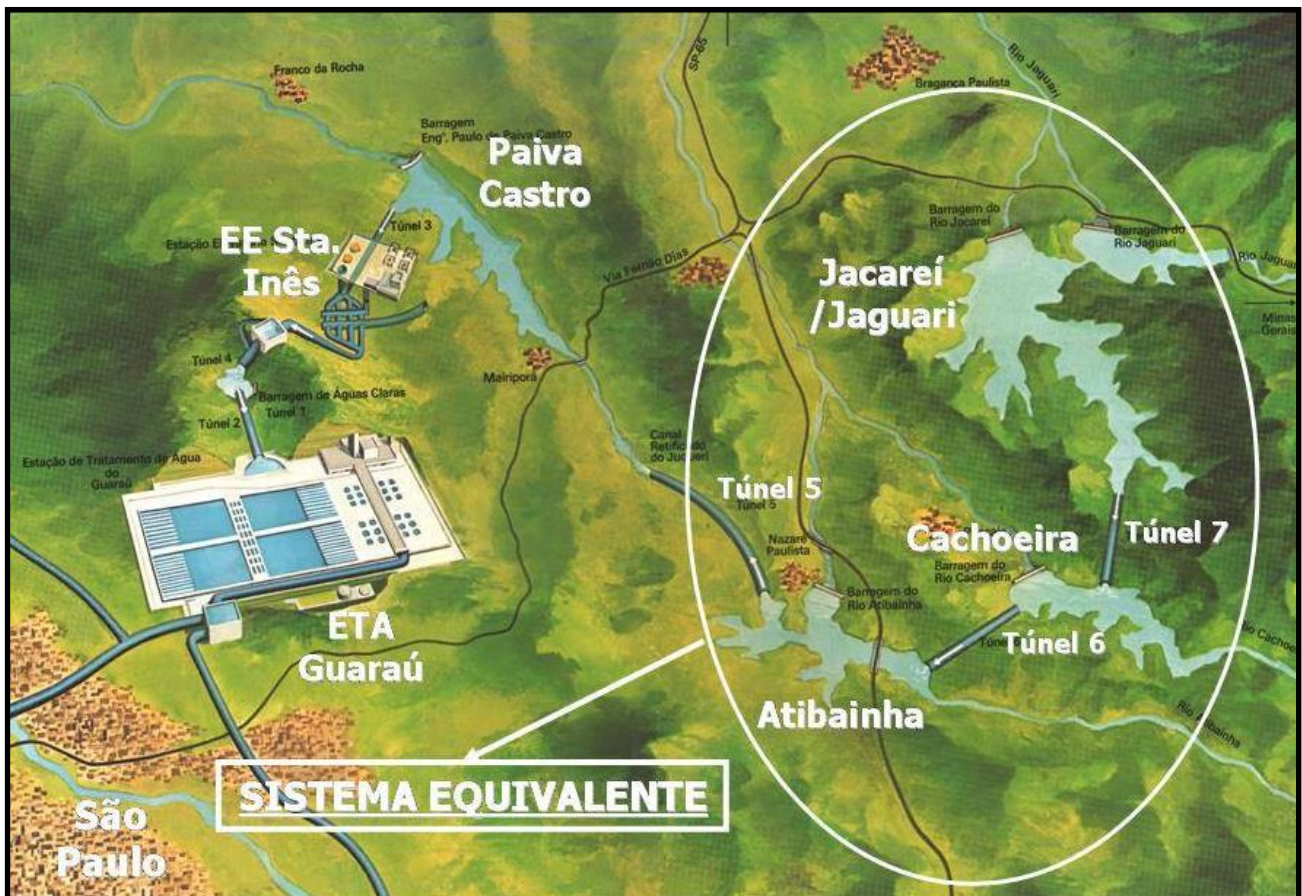 Franco da Rocha
Barragem
Engº. Paulo de Paiva Castro
Paiva
Castro
Túnel 3
EE Sta.
Inês
Estação
Túnel 4
Barragem de Águas Claras
Túnel 1
Túnel 2
Estação de Tratamento de Água
do
Guaraú
ETA
Guaraú
São
Paulo
Mairiporã
Via Fernão Dias
SP-65
Bragança Paulista
Rio Jaguari
Barragem do
Rio Jacareí
Barragem do
Rio Jaguari
Rio Jaguari
Minas
Gerais
Jacareí
/Jaguari
Canal
Retificado
do Juqueri
Túnel 5
Túnel 5
Nazaré
Paulista
Barragem do
Rio Atibainha
Cachoeira
Barragem do
Rio Cachoeira
Túnel 7
Túnel 6
Atibainha
Rio Atibainha
SISTEMA EQUIVALENTE